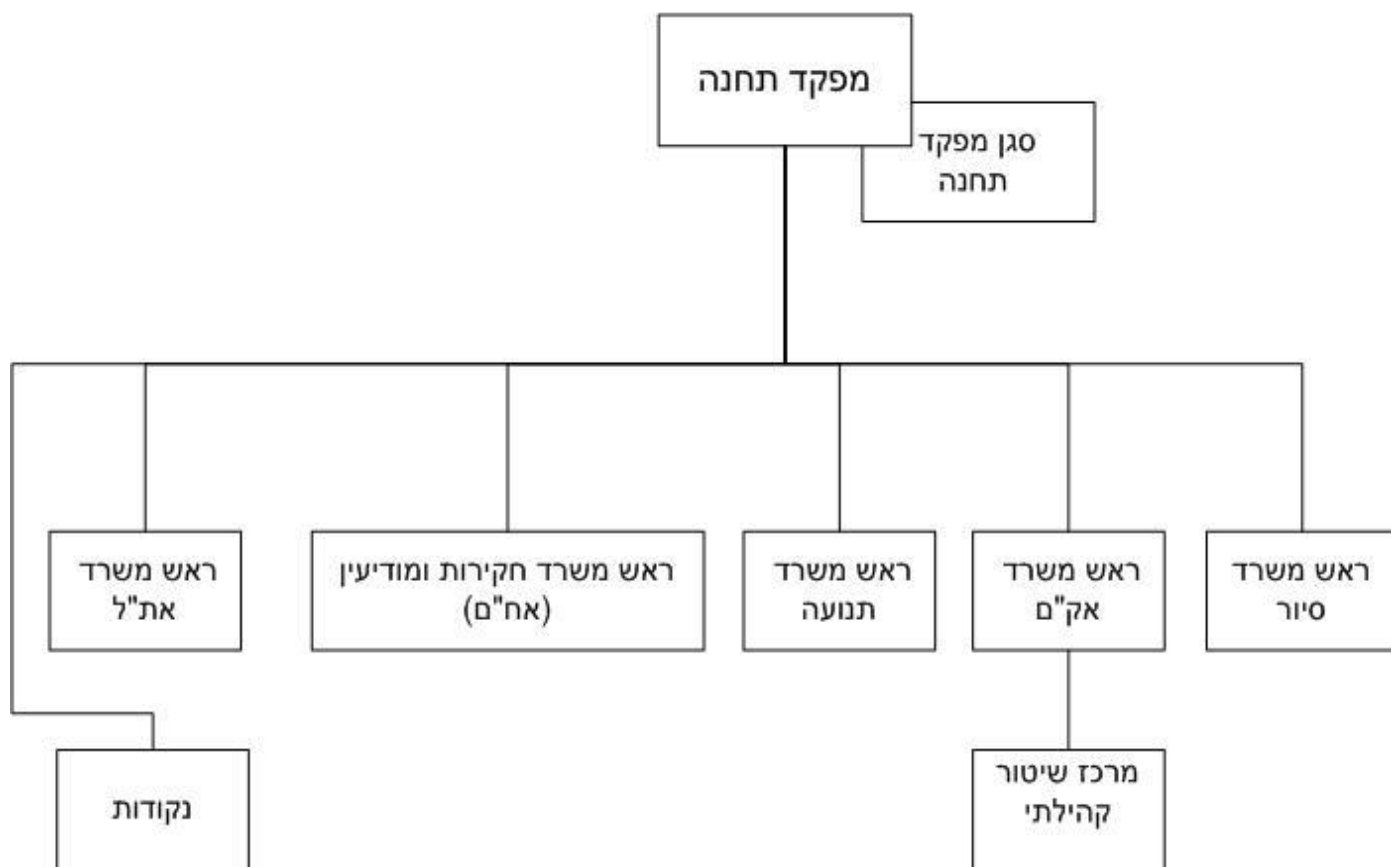 מפקד תחנה
סגן מפקד
תחנה
ראש משרד
סיור
ראש משרד
אק"ם
ראש משרד
תנועה
ראש משרד חקירות ומודיעין
(אח"ם)
ראש משרד
את"ל
מרכז שיטור
קהילתי
נקודות